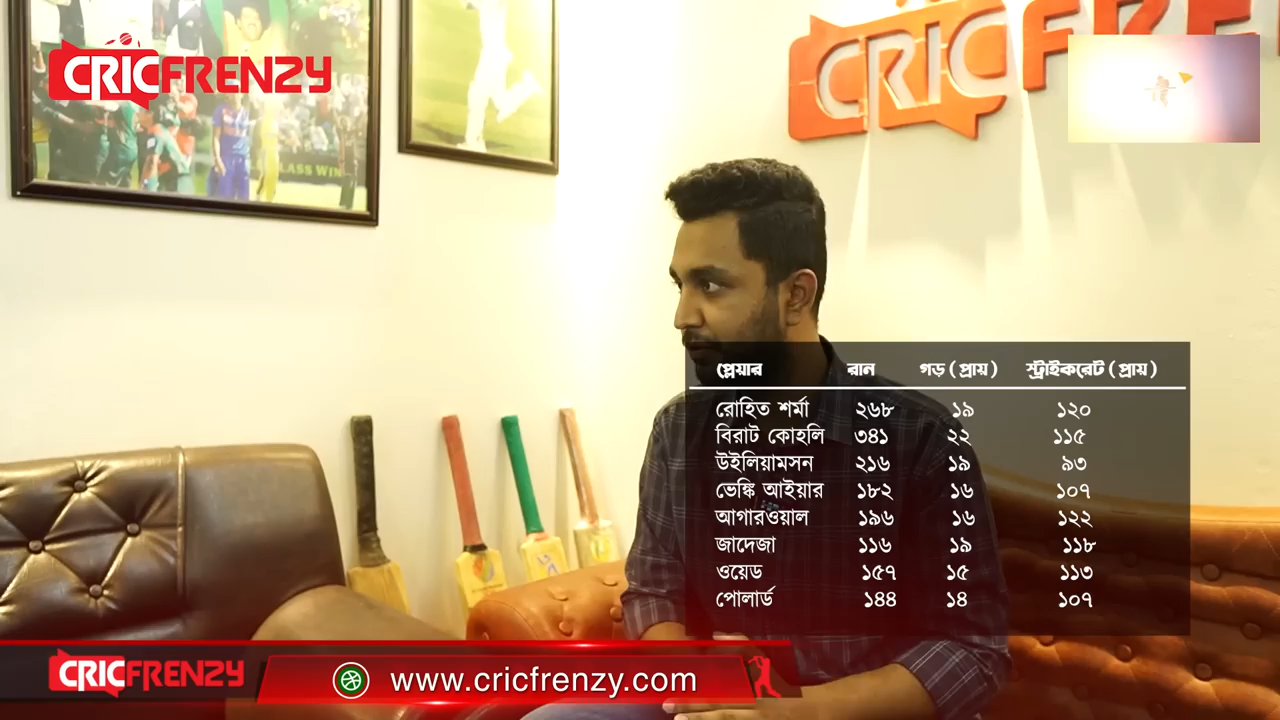 CRICFRENZY
CRICFRE
LASS WIN
প্লেয়ার রান গড় (প্রায়) স্ট্রাইকরেট (প্রায়)
রোহিত শর্মা ২৬৮ ১৯ ১২০
বিরাট কোহলি ৩৪১ ২২ ১১৫
উইলিয়ামসন ২১৬ ১৯ ৯৩
ভেঙ্কি আইয়ার ১৮২ ১৬ ১০৭
আগারওয়াল ১৯৬ ১৬ ১২২
জাদেজা ১১৬ ১৯ ১১৮
ওয়েড ১৫৭ ১৫ ১১৩
পোলার্ড ১৪৪ ১৪ ১০৭
CRICFRENZY
www.cricfrenzy.com